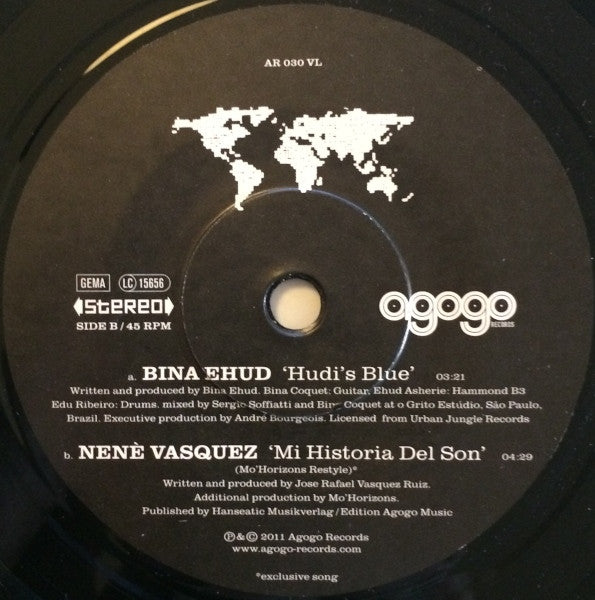 AR 030 VL
GEMA LC 15656
stereo
SIDE B / 45 RPM
agogo
RECORDS
a. BINA EHUD ‘Hudi's Blue’ 03:21
Written and produced by Bina Ehud. Bina Coquet: Guitar, Ehud Asherie: Hammond B3
Edu Ribeiro: Drums. mixed by Sergio Soffiatti and Bina Coquet at o Grito Estúdio, São Paulo,
Brazil. Executive production by André Bourgeois. Licensed from Urban Jungle Records
b. NENÈ VASQUEZ ‘Mi Historia Del Son’ 04:29
(Mo'Horizons Restyle)*
Written and produced by Jose Rafael Vasquez Ruiz.
Additional production by Mo'Horizons.
Published by Hanseatic Musikverlag / Edition Agogo Music
℗ & © 2011 Agogo Records
www.agogo-records.com
*exclusive song